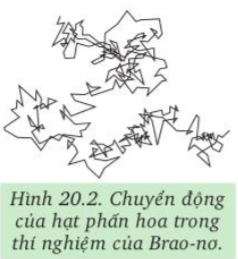 Hình 20.2. Chuyển động
của hạt phấn hoa trong
thí nghiệm của Brao-nơ.